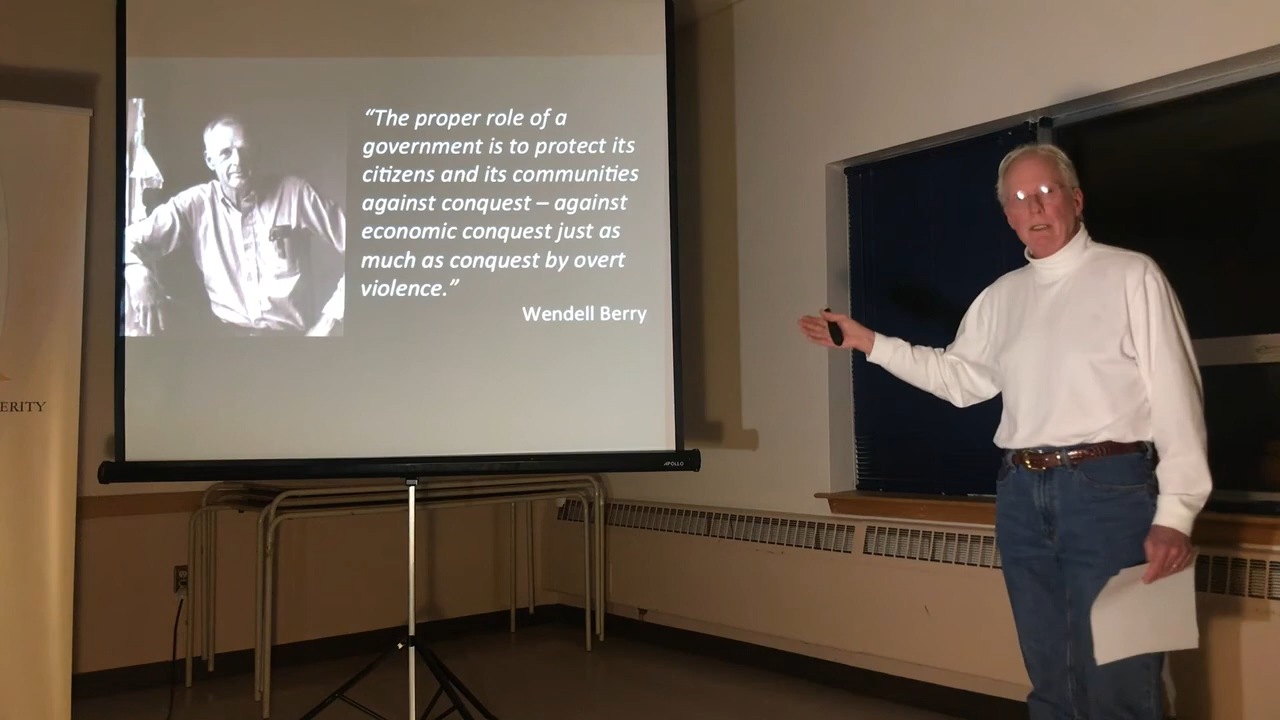 “The proper role of a
government is to protect its
citizens and its communities
against conquest – against
economic conquest just as
much as conquest by overt
violence.”
Wendell Berry
ERITY
APOLLO